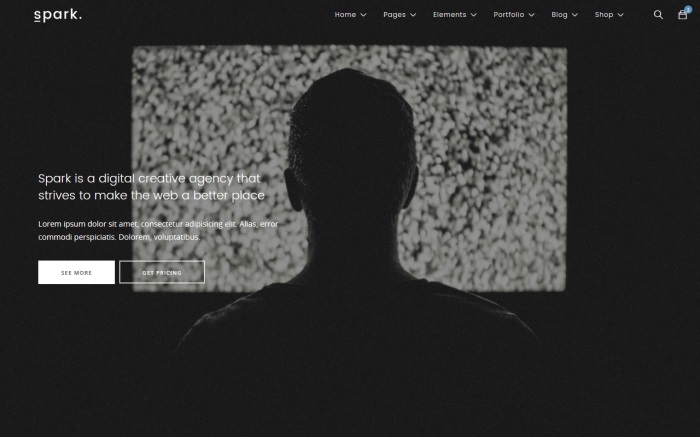 spark.
Home Pages Elements Portfolio Blog Shop
Spark is a digital creative agency that
strives to make the web a better place
Lorem ipsum dolor sit amet, consectetur adipisicing elit. Alias, error
commodi perspiciatis. Dolorem, voluptatibus.
SEE MORE GET PRICING